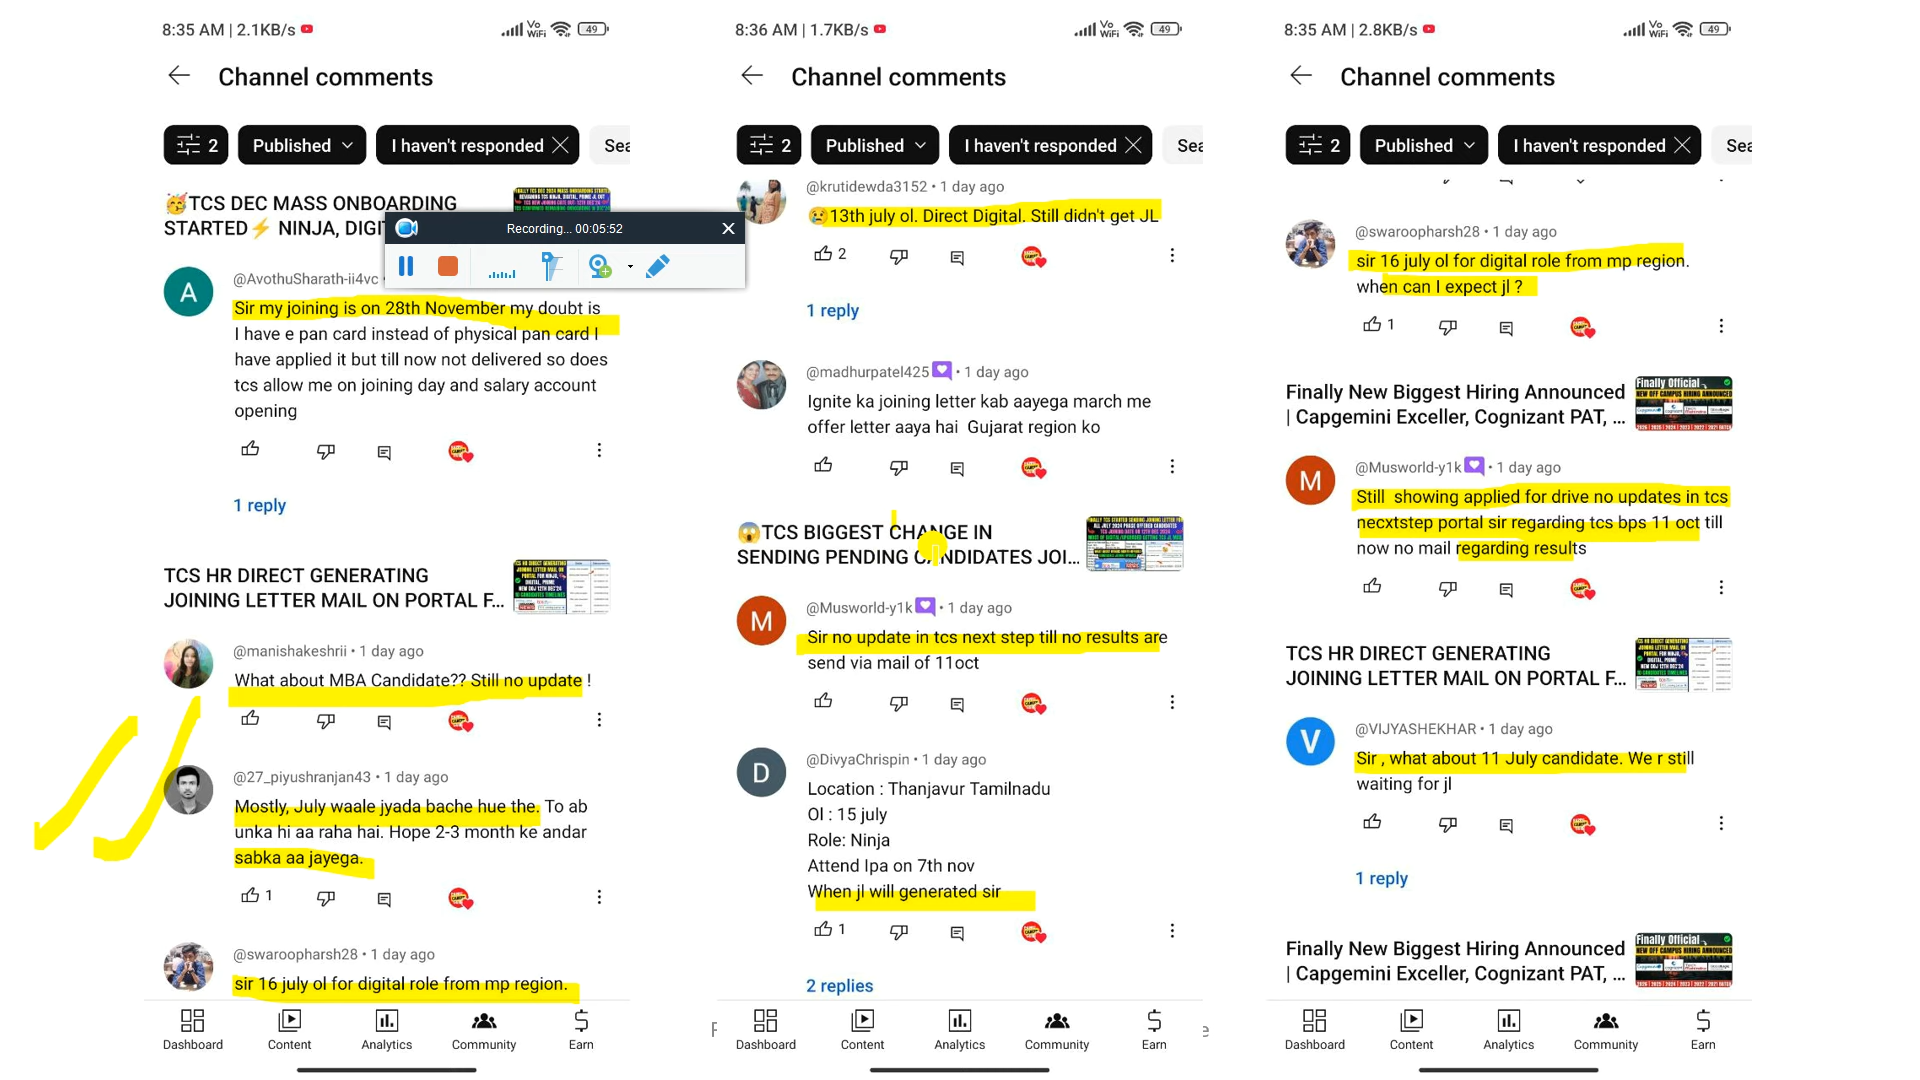 8:35 AM | 2.1KB/s
Vo
WiFi
49
Channel comments
2
Published
I haven't responded
Sea
🥳TCS DEC MASS ONBOARDING
STARTED⚡ NINJA, DIGI
Recording... 00:05:52
@AvothuSharath-ii4vc
A
Sir my joining is on 28th November my doubt is
I have e pan card instead of physical pan card I
have applied it but till now not delivered so does
tcs allow me on joining day and salary account
opening
1 reply
TCS HR DIRECT GENERATING
JOINING LETTER MAIL ON PORTAL F...
@manishakeshrii • 1 day ago
What about MBA Candidate?? Still no update !
@27_piyushranjan43 • 1 day ago
Mostly, July waale jyada bache hue the. To ab
unka hi aa raha hai. Hope 2-3 month ke andar
sabka aa jayega.
1
@swaroopharsh28 • 1 day ago
sir 16 july ol for digital role from mp region.
Dashboard
Content
Analytics
Community
Earn
8:36 AM | 1.7KB/s
Vo
WiFi
49
Channel comments
2
Published
I haven't responded
Sea
@krutidewda3152 • 1 day ago
😢13th july ol. Direct Digital. Still didn't get JL
2
1 reply
@madhurpatel425 • 1 day ago
Ignite ka joining letter kab aayega march me
offer letter aaya hai Gujarat region ko
😱TCS BIGGEST CHANGE IN
SENDING PENDING CANDIDATES JOI...
M
@Musworld-y1k • 1 day ago
Sir no update in tcs next step till no results are
send via mail of 11oct
D
@DivyaChrispin • 1 day ago
Location : Thanjavur Tamilnadu
Ol : 15 july
Role: Ninja
Attend Ipa on 7th nov
When jl will generated sir
1
2 replies
Dashboard
Content
Analytics
Community
Earn
8:35 AM | 2.8KB/s
Vo
WiFi
49
Channel comments
2
Published
I haven't responded
Sea
@swaroopharsh28 • 1 day ago
sir 16 july ol for digital role from mp region.
when can I expect jl ?
1
Finally New Biggest Hiring Announced
| Capgemini Exceller, Cognizant PAT, ...
Finally Official
M
@Musworld-y1k • 1 day ago
Still showing applied for drive no updates in tcs
necxtstep portal sir regarding tcs bps 11 oct till
now no mail regarding results
TCS HR DIRECT GENERATING
JOINING LETTER MAIL ON PORTAL F...
V
@VIJYASHEKHAR • 1 day ago
Sir , what about 11 July candidate. We r still
waiting for jl
1 reply
Finally New Biggest Hiring Announced
| Capgemini Exceller, Cognizant PAT, ...
Finally Official
Dashboard
Content
Analytics
Community
Earn